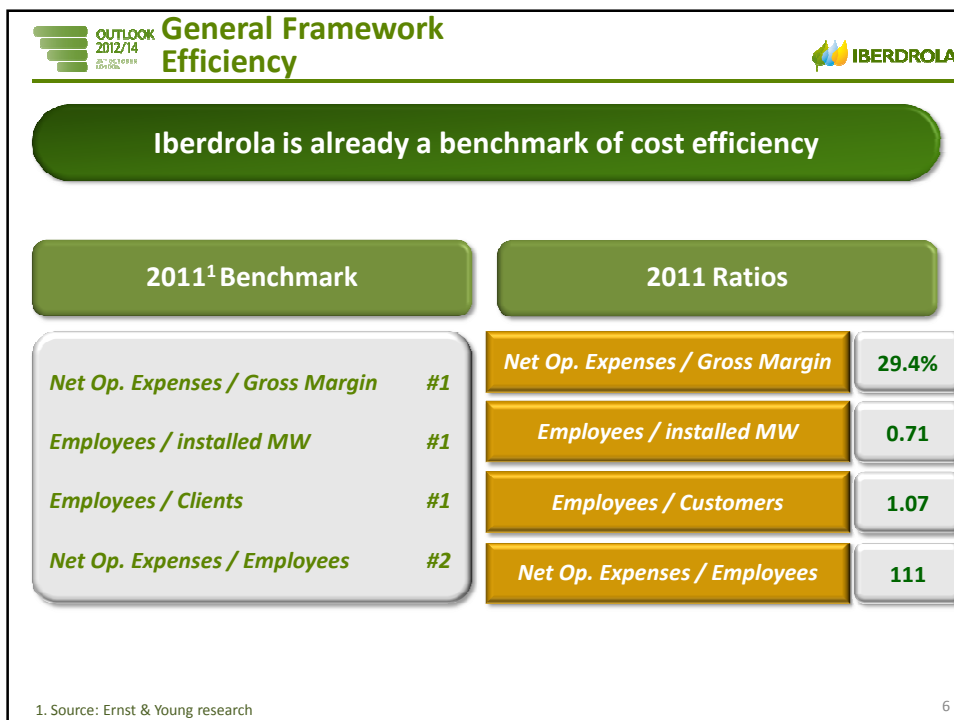 OUTLOOK
2012/14
LONDON
General Framework
Efficiency
IBERDROLA
Iberdrola is already a benchmark of cost efficiency
2011¹ Benchmark
Net Op. Expenses / Gross Margin #1
Employees / installed MW #1
Employees / Clients #1
Net Op. Expenses / Employees #2
2011 Ratios
Net Op. Expenses / Gross Margin 29.4%
Employees / installed MW 0.71
Employees / Customers 1.07
Net Op. Expenses / Employees 111
1. Source: Ernst & Young research
6